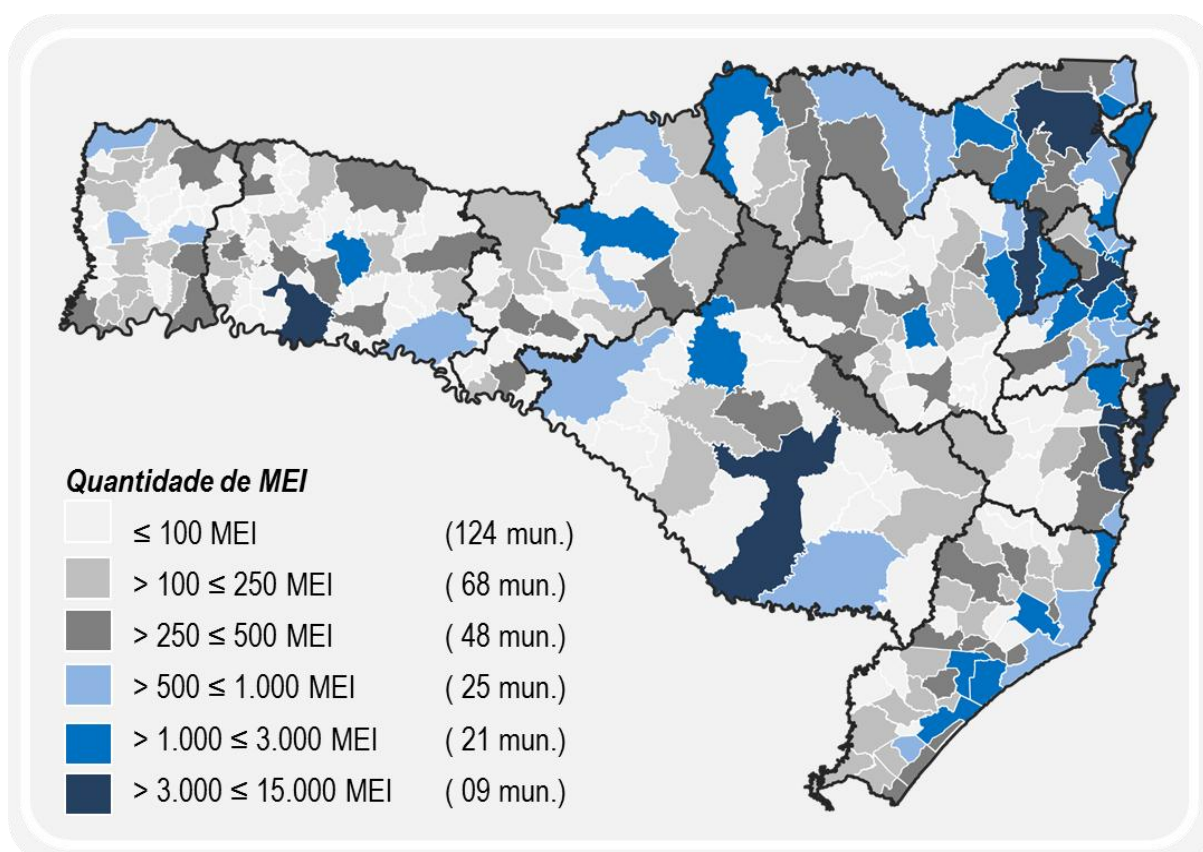 Quantidade de MEI
≤ 100 MEI (124 mun.)
> 100 ≤ 250 MEI ( 68 mun.)
> 250 ≤ 500 MEI ( 48 mun.)
> 500 ≤ 1.000 MEI ( 25 mun.)
> 1.000 ≤ 3.000 MEI ( 21 mun.)
> 3.000 ≤ 15.000 MEI ( 09 mun.)